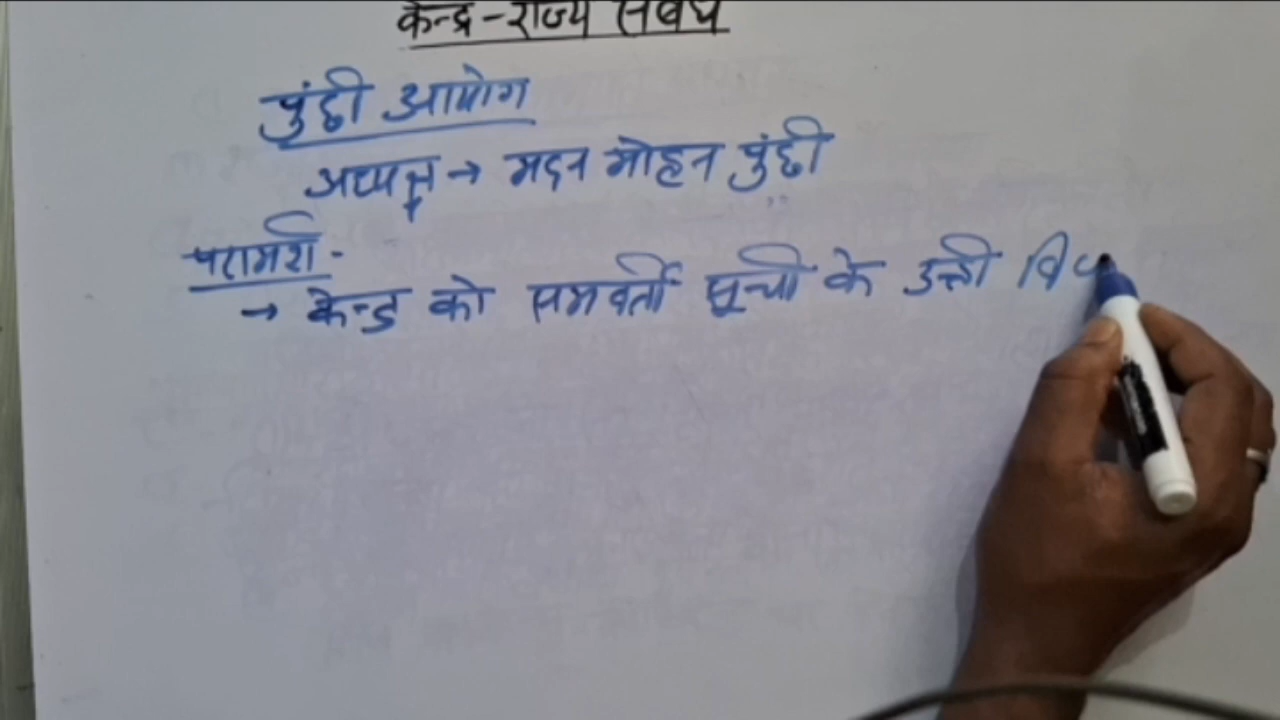 केन्द्र-राज्य संबंध
पुंछी आयोग
अध्यक्ष → मदन मोहन पुंछी
परामर्श -
→ केन्द्र को समवर्ती सूची के उन्ही वि